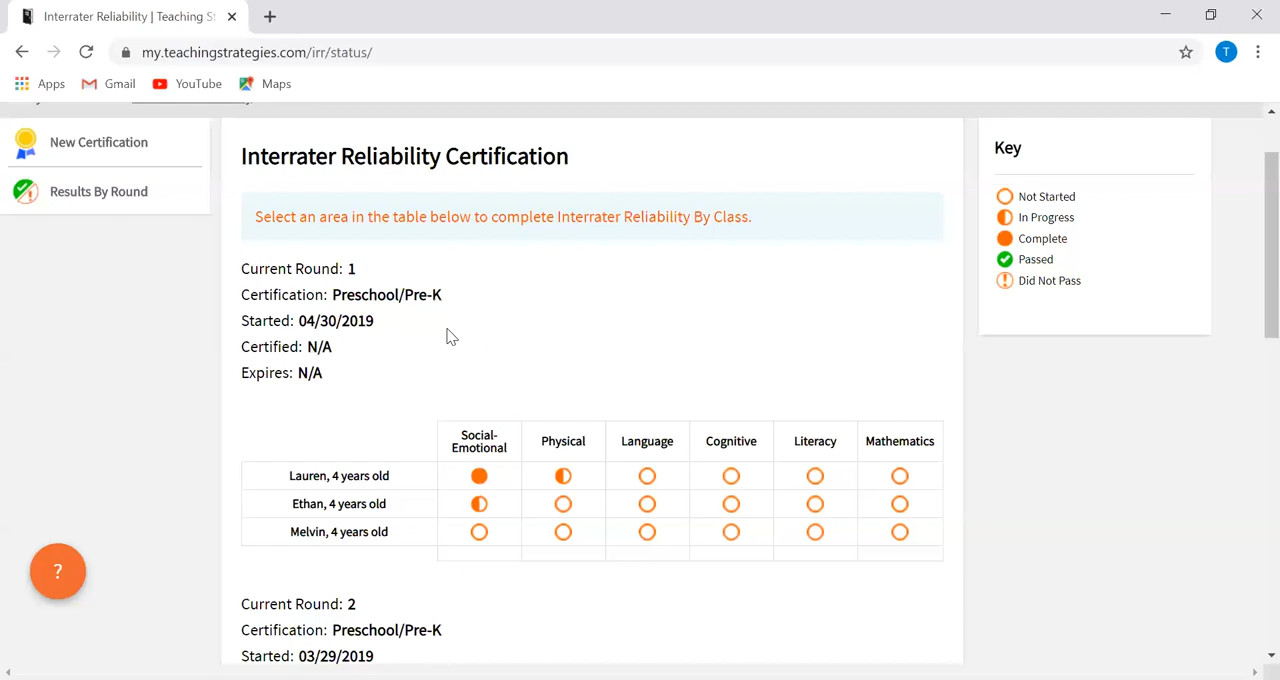 Interrater Reliability | Teaching St
my.teachingstrategies.com/irr/status/
T
Apps Gmail YouTube Maps
New Certification
Results By Round
Interrater Reliability Certification
Select an area in the table below to complete Interrater Reliability By Class.
Current Round: 1
Certification: Preschool/Pre-K
Started: 04/30/2019
Certified: N/A
Expires: N/A
Social-
Emotional
Physical
Language
Cognitive
Literacy
Mathematics
Lauren, 4 years old
Ethan, 4 years old
Melvin, 4 years old
Current Round: 2
Certification: Preschool/Pre-K
Started: 03/29/2019
Key
Not Started
In Progress
Complete
Passed
Did Not Pass
?